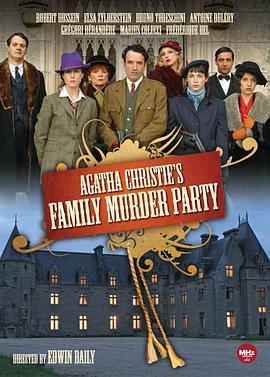 ROBERT HOSSEIN ELSA ZYLBERSTEIN BRUNO TODESCHINI ANTOINE DULÉRY
GRÉGORI DÉRANGÈRE MARIUS COLUCCI FRÉDÉRIQUE BEL
AGATHA CHRISTIE'S
FAMILY MURDER PARTY
DIRECTED BY EDWIN BAILY
MHz